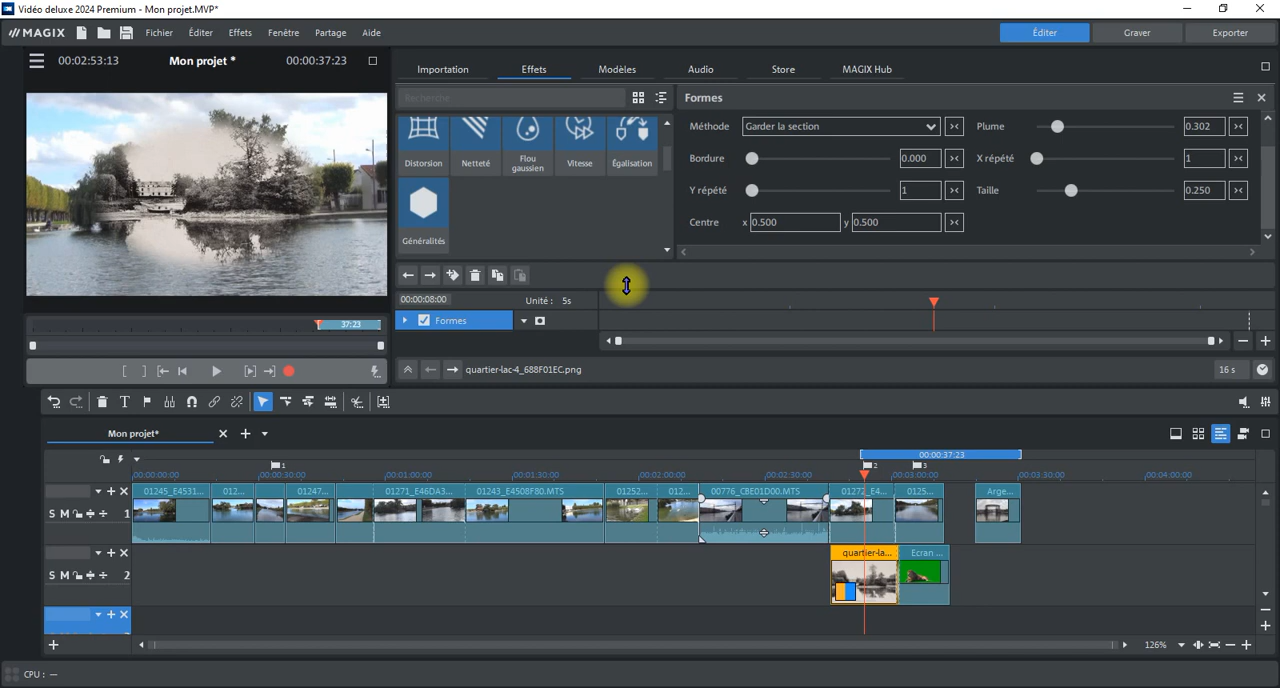 Vidéo deluxe 2024 Premium - Mon projet.MVP*
MAGIX Fichier Éditer Effets Fenêtre Partage Aide
Éditer Graver Exporter
00:02:53:13 Mon projet * 00:00:37:23
Importation Effets Modèles Audio Store MAGIX Hub
Recherche
Formes
Distorsion Netteté Flou gaussien Vitesse Égalisation
Généralités
Méthode Garder la section Plume 0.302
Bordure 0.000 X répété 1
Y répété 1 Taille 0.250
Centre x 0.500 y 0.500
00:00:08:00 Unité : 5s
Formes
37:23
quartier-lac-4_688F01EC.png 16 s
Mon projet*
00:00:37:23
1 2 3
00:00:00:00 00:00:30:00 00:01:00:00 00:01:30:00 00:02:00:00 00:02:30:00 00:03:00:00 00:03:30:00 00:04:00:00
01245_E4531... 012... 01247... 01271_E46DA3... 01243_E4508F80.MTS 01252... 012... 00776_CBE01D00.MTS 01272_E4... 0125... Arge...
S M 1
quartier-la... Ecran ...
S M 2
126%
CPU : —